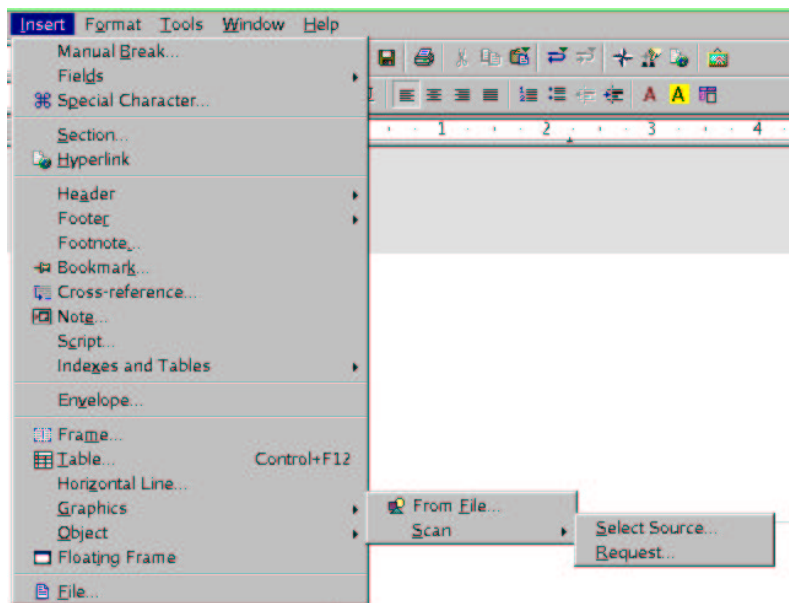 Insert Format Tools Window Help
Manual Break...
Fields
Special Character...
1 2 3 4
Section...
Hyperlink
Header
Footer
Footnote...
Bookmark...
Cross-reference...
Note...
Script...
Indexes and Tables
Envelope...
Frame...
Table... Control+F12
Horizontal Line...
Graphics
From File...
Object
Scan
Select Source...
Request...
Floating Frame
File...